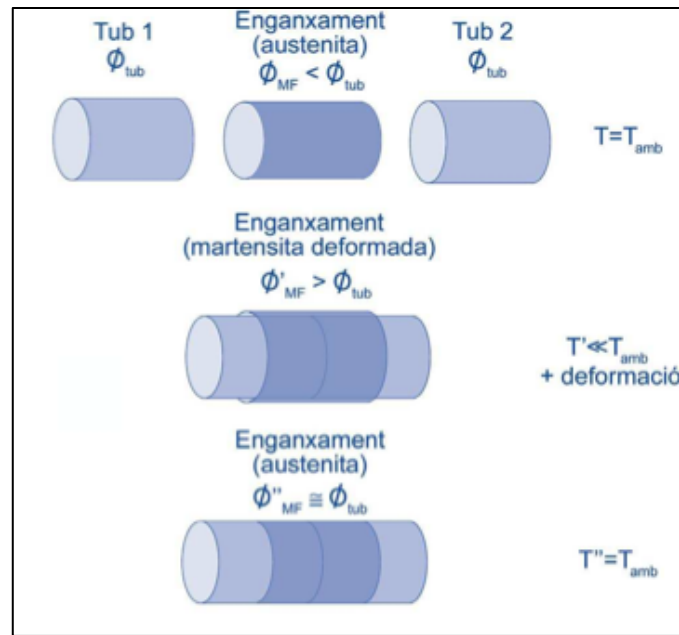 Tub 1
ϕtub
Enganxament
(austenita)
ϕMF < ϕtub
Tub 2
ϕtub
T=Tamb
Enganxament
(martensita deformada)
ϕ'MF > ϕtub
T'≪Tamb
+ deformació
Enganxament
(austenita)
ϕ''MF ≅ ϕtub
T''=Tamb